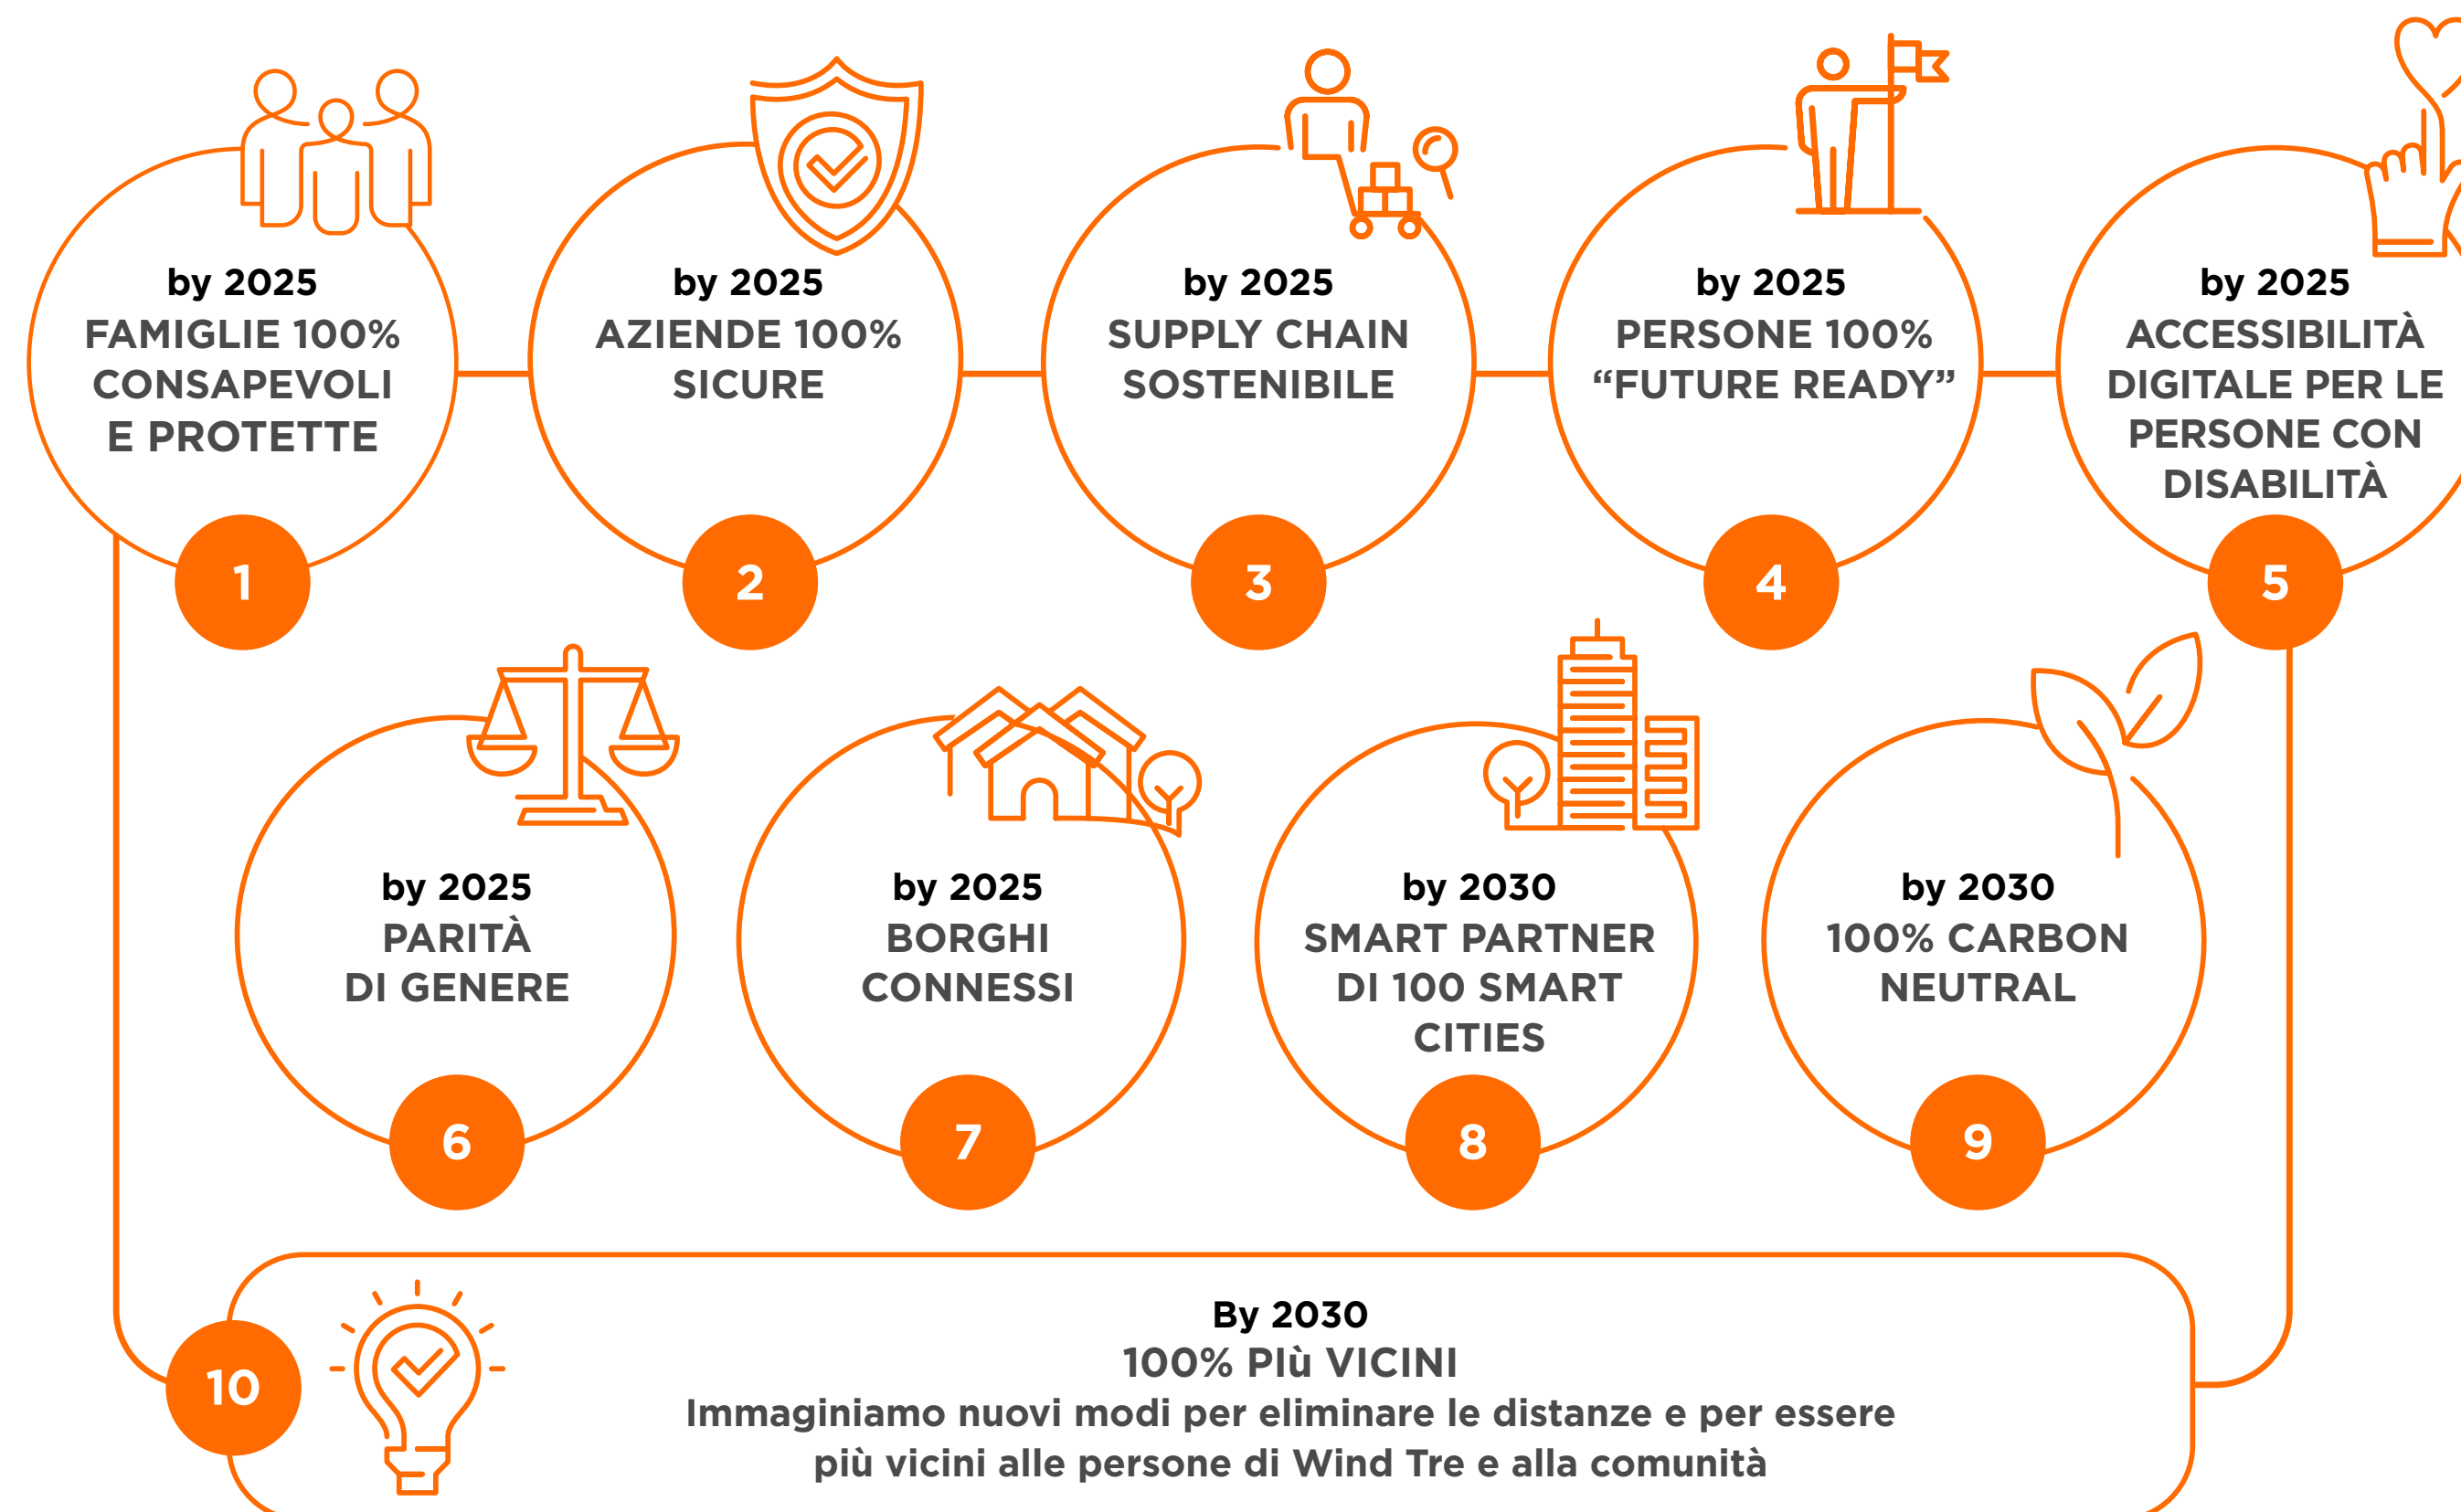 by 2025
FAMIGLIE 100%
CONSAPEVOLI
E PROTETTE
1
by 2025
AZIENDE 100%
SICURE
2
by 2025
SUPPLY CHAIN
SOSTENIBILE
3
by 2025
PERSONE 100%
“FUTURE READY”
4
by 2025
ACCESSIBILITÀ
DIGITALE PER LE
PERSONE CON
DISABILITÀ
5
by 2025
PARITÀ
DI GENERE
6
by 2025
BORGHI
CONNESSI
7
by 2030
SMART PARTNER
DI 100 SMART
CITIES
8
by 2030
100% CARBON
NEUTRAL
9
10
By 2030
100% PIù VICINI
Immaginiamo nuovi modi per eliminare le distanze e per essere
più vicini alle persone di Wind Tre e alla comunità